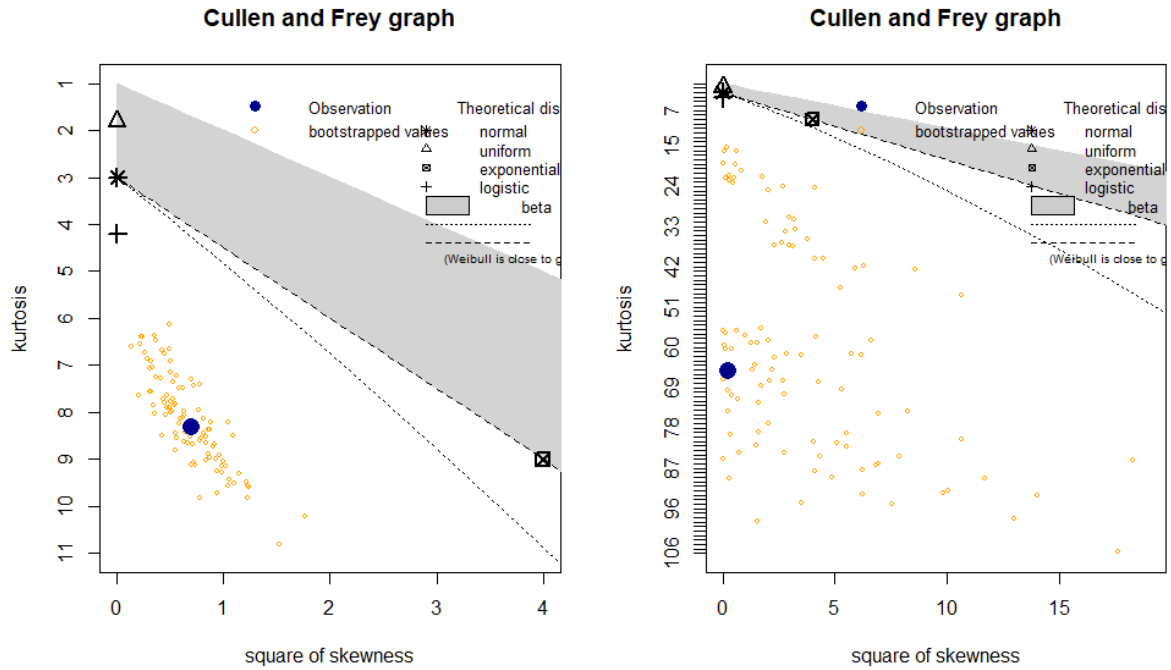 Cullen and Frey graph
kurtosis
1
2
3
4
5
6
7
8
9
10
11
Observation
bootstrapped values
Theoretical dis
normal
uniform
exponential
logistic
beta
(Weibull is close to g
0 1 2 3 4
square of skewness
Cullen and Frey graph
kurtosis
7
15
24
33
42
51
60
69
78
87
96
106
Observation
bootstrapped values
Theoretical dis
normal
uniform
exponential
logistic
beta
(Weibull is close to g
0 5 10 15
square of skewness